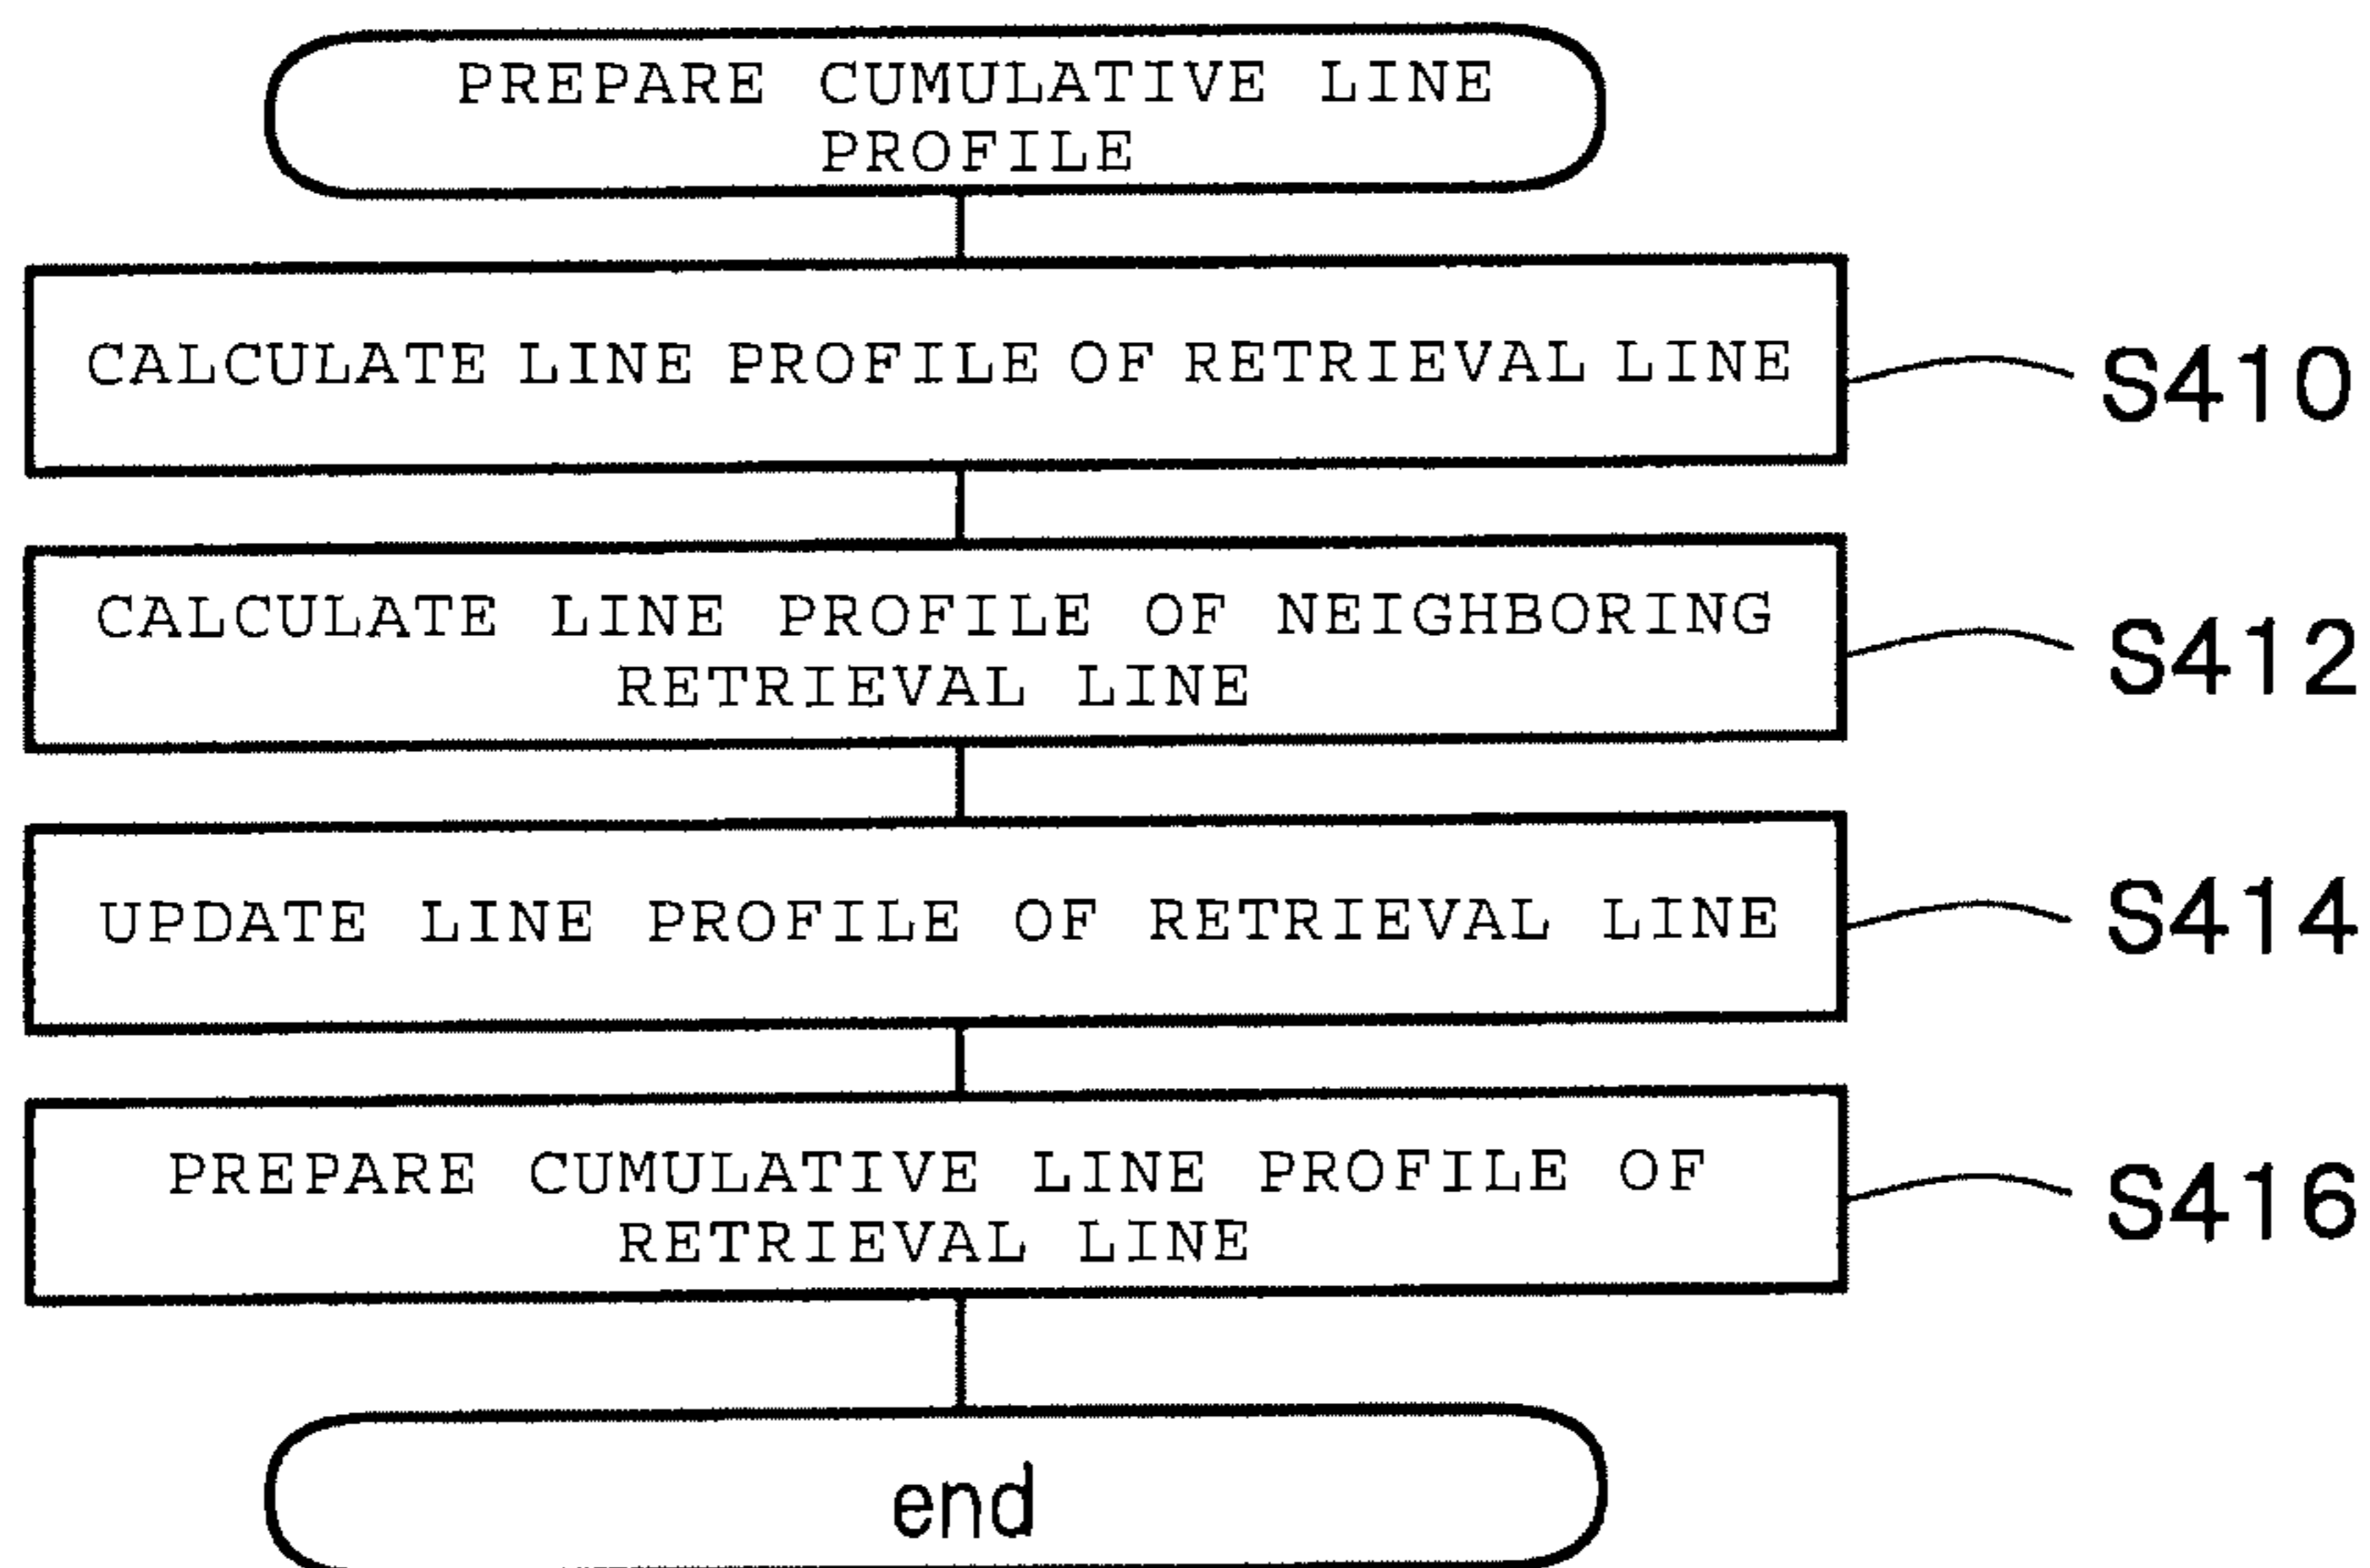 PREPARE CUMULATIVE LINE
PROFILE
CALCULATE LINE PROFILE OF RETRIEVAL LINE
S410
CALCULATE LINE PROFILE OF NEIGHBORING
RETRIEVAL LINE
S412
UPDATE LINE PROFILE OF RETRIEVAL LINE
S414
PREPARE CUMULATIVE LINE PROFILE OF
RETRIEVAL LINE
S416
end